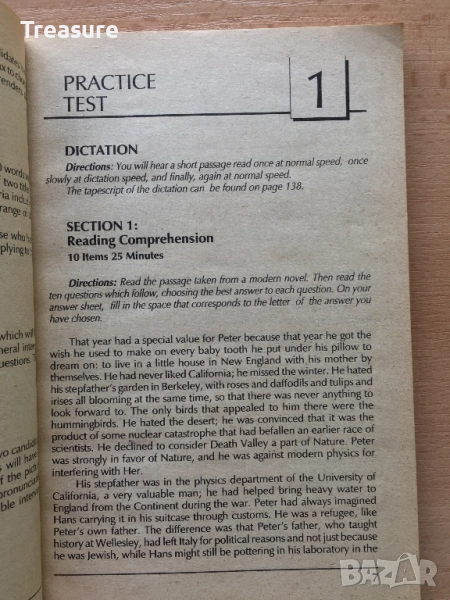 Treasure
PRACTICE
TEST
1
DICTATION
Directions: You will hear a short passage read once at normal speed. once
slowly at dictation speed, and finally, again at normal speed.
The tapescript of the dictation can be found on page 138.
SECTION 1:
Reading Comprehension
10 Items 25 Minutes
Directions: Read the passage taken from a modern novel. Then read the
ten questions which follow, choosing the best answer to each question. On your
answer sheet, fill in the space that corresponds to the letter of the answer you
have chosen.
That year had a special value for Peter because that year he got the
wish he used to make on every baby tooth he put under his pillow to
dream on: to live in a little house in New England with his mother by
themselves. He had never liked California; he missed the winter. He hated
his stepfather's garden in Berkeley, with roses and daffodils and tulips and
irises all blooming at the same time, so that there was never anything to
look forward to. The only birds that appealed to him there were the
hummingbirds. He hated the desert; he was convinced that it was the
product of some nuclear catastrophe that had befallen an earlier race of
scientists. He declined to consider Death Valley a part of Nature. Peter
was strongly in favor of Nature, and he was against modern physics for
interfering with Her.
His stepfather was in the physics department of the University of
California, a very valuable man; he had helped bring heavy water to
England from the Continent during the war. Peter had always imagined
Hans carrying it in his suitcase through customs. He was a refugee, like
Peter's own father. The difference was that Peter's father, who taught
history at Wellesley, had left Italy for political reasons and not just because
he was Jewish, while Hans might still be pottering in his laboratory in the
BAZAR.bg